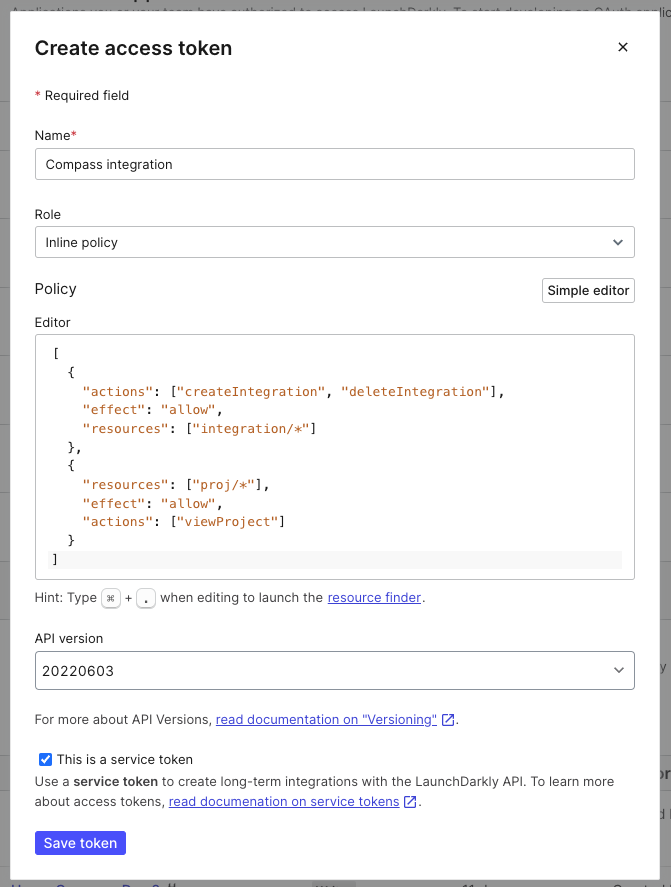 Create access token
* Required field
Name*
Compass integration
Role
Inline policy
Policy
Simple editor
Editor
[
  {
    "actions": ["createIntegration", "deleteIntegration"],
    "effect": "allow",
    "resources": ["integration/*"]
  },
  {
    "resources": ["proj/*"],
    "effect": "allow",
    "actions": ["viewProject"]
  }
]
Hint: Type ⌘ + . when editing to launch the resource finder.
API version
20220603
For more about API Versions, read documentation on "Versioning".
This is a service token
Use a service token to create long-term integrations with the LaunchDarkly API. To learn more
about access tokens, read documenation on service tokens.
Save token